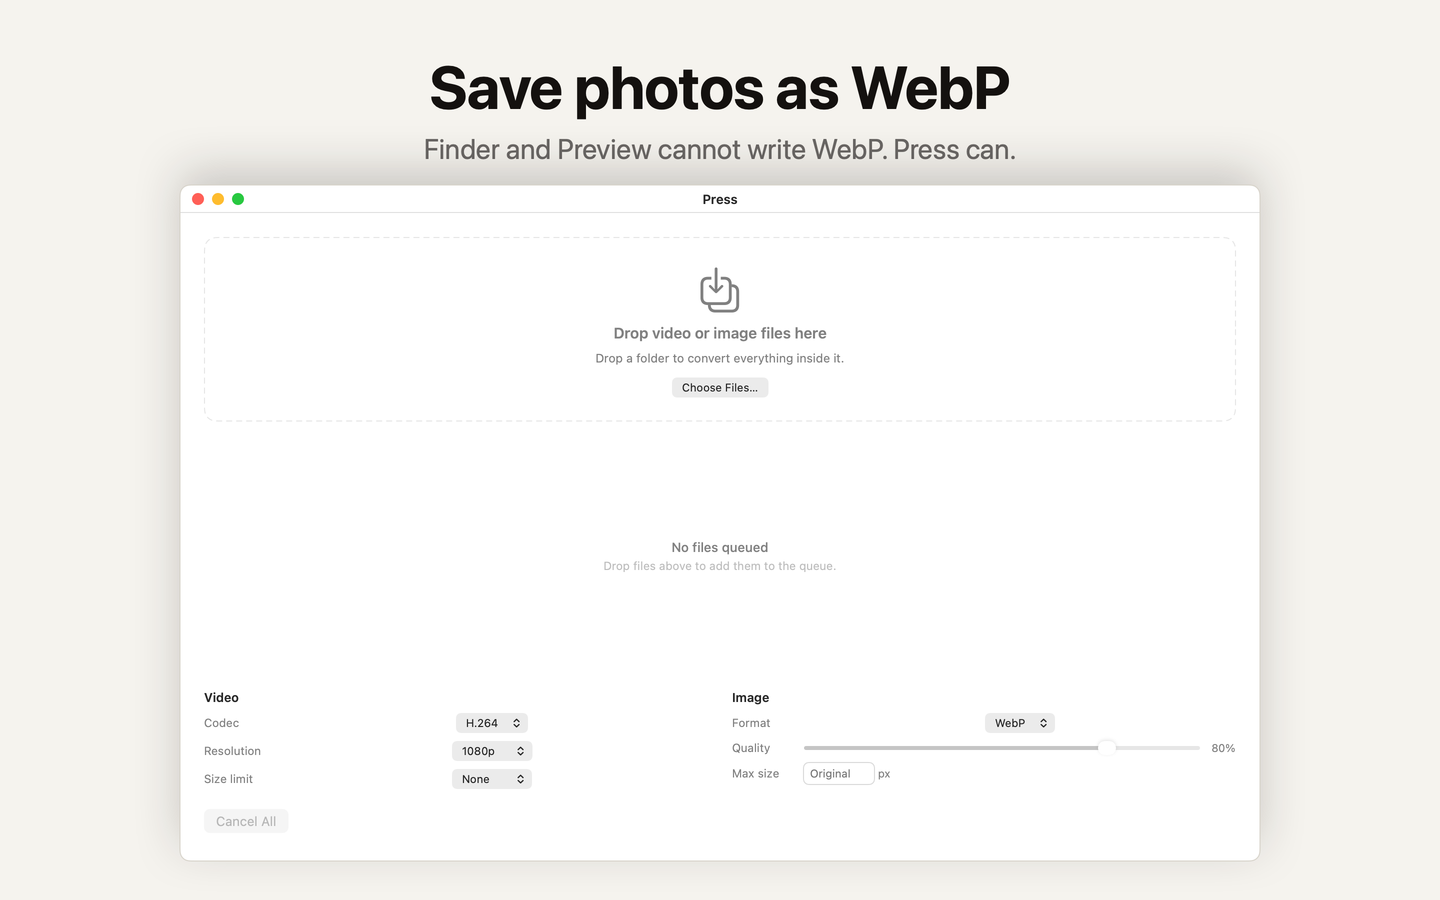 Save photos as WebP
Finder and Preview cannot write WebP. Press can.
Press
Drop video or image files here
Drop a folder to convert everything inside it.
Choose Files...
No files queued
Drop files above to add them to the queue.
Video
Codec H.264
Resolution 1080p
Size limit None
Cancel All
Image
Format WebP
Quality 80%
Max size Original px